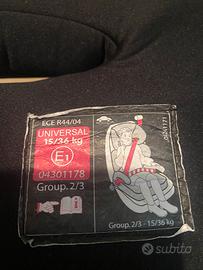 ECE R44/04
UNIVERSAL
15/36 kg
E1
04301178
Group. 2/3
Group. 2/3 - 15/36 kg
subito